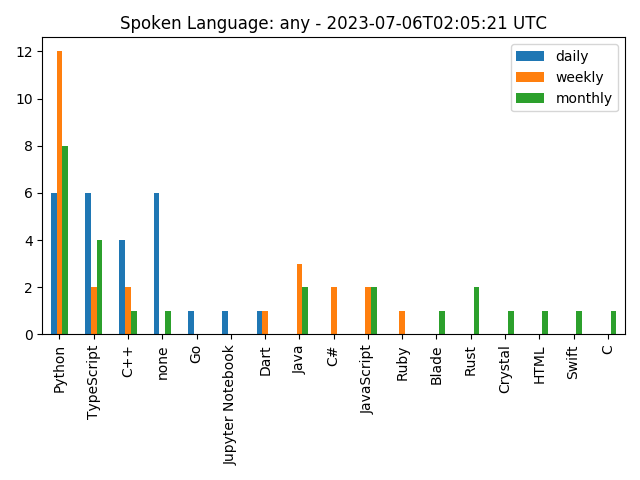 Spoken Language: any - 2023-07-06T02:05:21 UTC
daily
weekly
monthly
12
10
8
6
4
2
0
Python
TypeScript
C++
none
Go
Jupyter Notebook
Dart
Java
C#
JavaScript
Ruby
Blade
Rust
Crystal
HTML
Swift
C